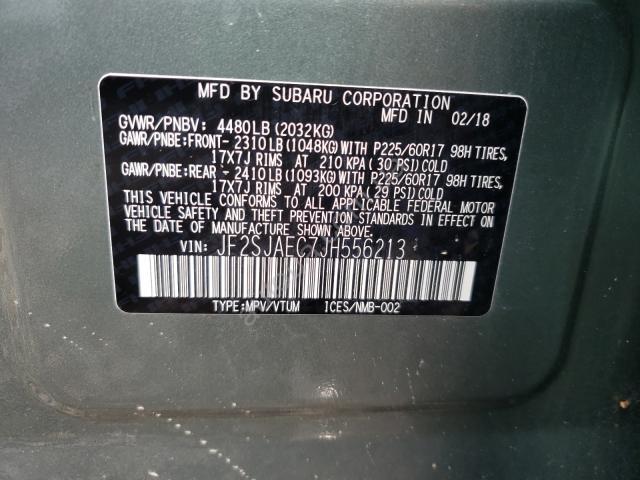 MFD BY SUBARU CORPORATION
MFD IN 02/18
GVWR/PNBV: 4480LB (2032KG)
GAWR/PNBE:FRONT- 2310LB (1048KG) WITH P225/60R17 98H TIRES,
17X7J RIMS AT 210 KPA (30 PSI) COLD
GAWR/PNBE:REAR - 2410LB (1093KG) WITH P225/60R17 98H TIRES,
17X7J RIMS AT 200 KPA (29 PSI) COLD
THIS VEHICLE CONFORMS TO ALL APPLICABLE FEDERAL MOTOR
VEHICLE SAFETY AND THEFT PREVENTION STANDARDS IN EFFECT
ON THE DATE OF MANUFACTURE SHOWN ABOVE.
VIN: JF2SJAEC7JH556213
TYPE:MPV/VTUM ICES/NMB-002